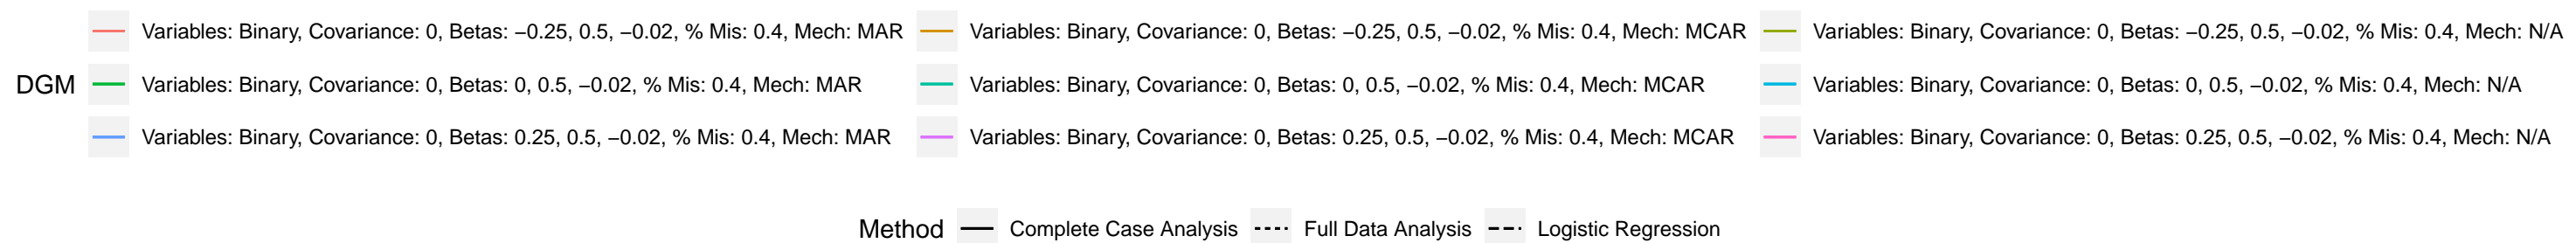 Variables: Binary, Covariance: 0, Betas: −0.25, 0.5, −0.02, % Mis: 0.4, Mech: MAR Variables: Binary, Covariance: 0, Betas: −0.25, 0.5, −0.02, % Mis: 0.4, Mech: MCAR Variables: Binary, Covariance: 0, Betas: −0.25, 0.5, −0.02, % Mis: 0.4, Mech: N/A
DGM Variables: Binary, Covariance: 0, Betas: 0, 0.5, −0.02, % Mis: 0.4, Mech: MAR Variables: Binary, Covariance: 0, Betas: 0, 0.5, −0.02, % Mis: 0.4, Mech: MCAR Variables: Binary, Covariance: 0, Betas: 0, 0.5, −0.02, % Mis: 0.4, Mech: N/A
Variables: Binary, Covariance: 0, Betas: 0.25, 0.5, −0.02, % Mis: 0.4, Mech: MAR Variables: Binary, Covariance: 0, Betas: 0.25, 0.5, −0.02, % Mis: 0.4, Mech: MCAR Variables: Binary, Covariance: 0, Betas: 0.25, 0.5, −0.02, % Mis: 0.4, Mech: N/A
Method Complete Case Analysis Full Data Analysis Logistic Regression